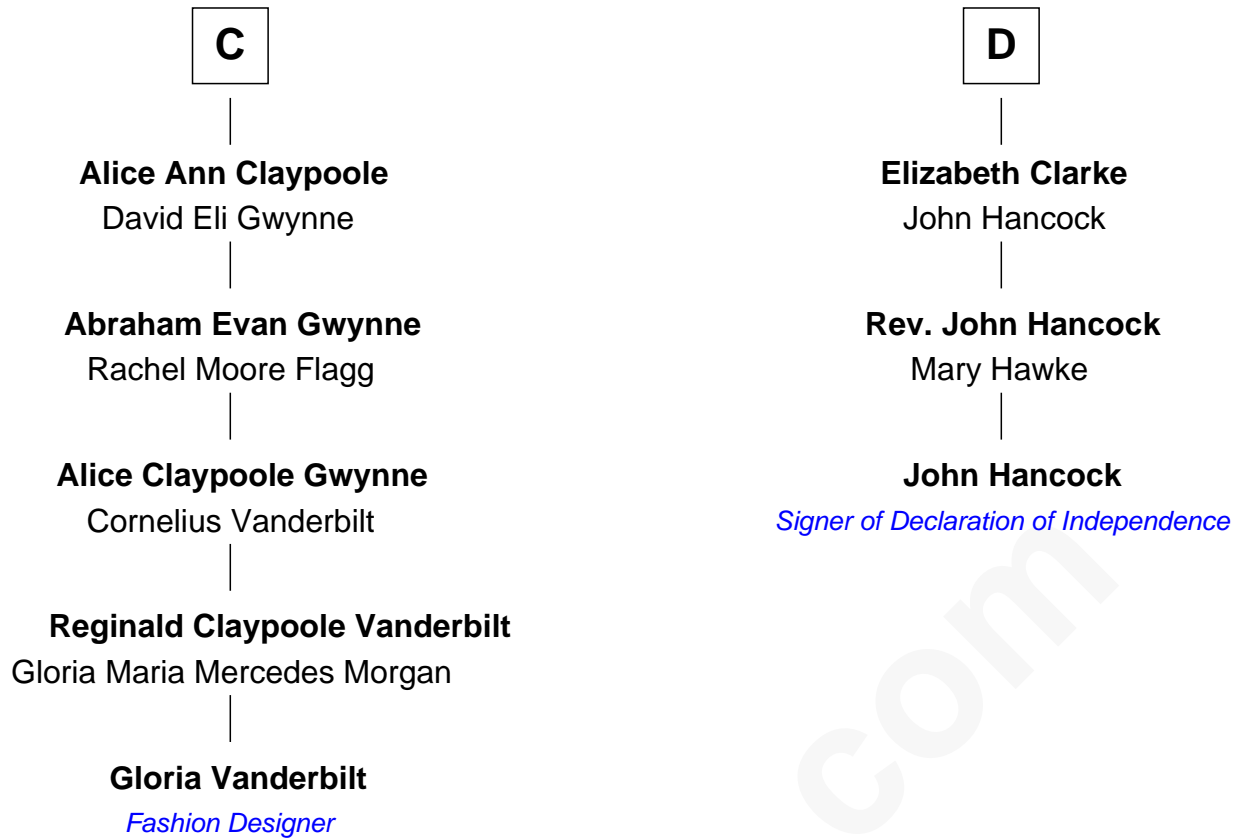 C
Alice Ann Claypoole
David Eli Gwynne
Abraham Evan Gwynne
Rachel Moore Flagg
Alice Claypoole Gwynne
Cornelius Vanderbilt
Reginald Claypoole Vanderbilt
Gloria Maria Mercedes Morgan
Gloria Vanderbilt
Fashion Designer
D
Elizabeth Clarke
John Hancock
Rev. John Hancock
Mary Hawke
John Hancock
Signer of Declaration of Independence
com